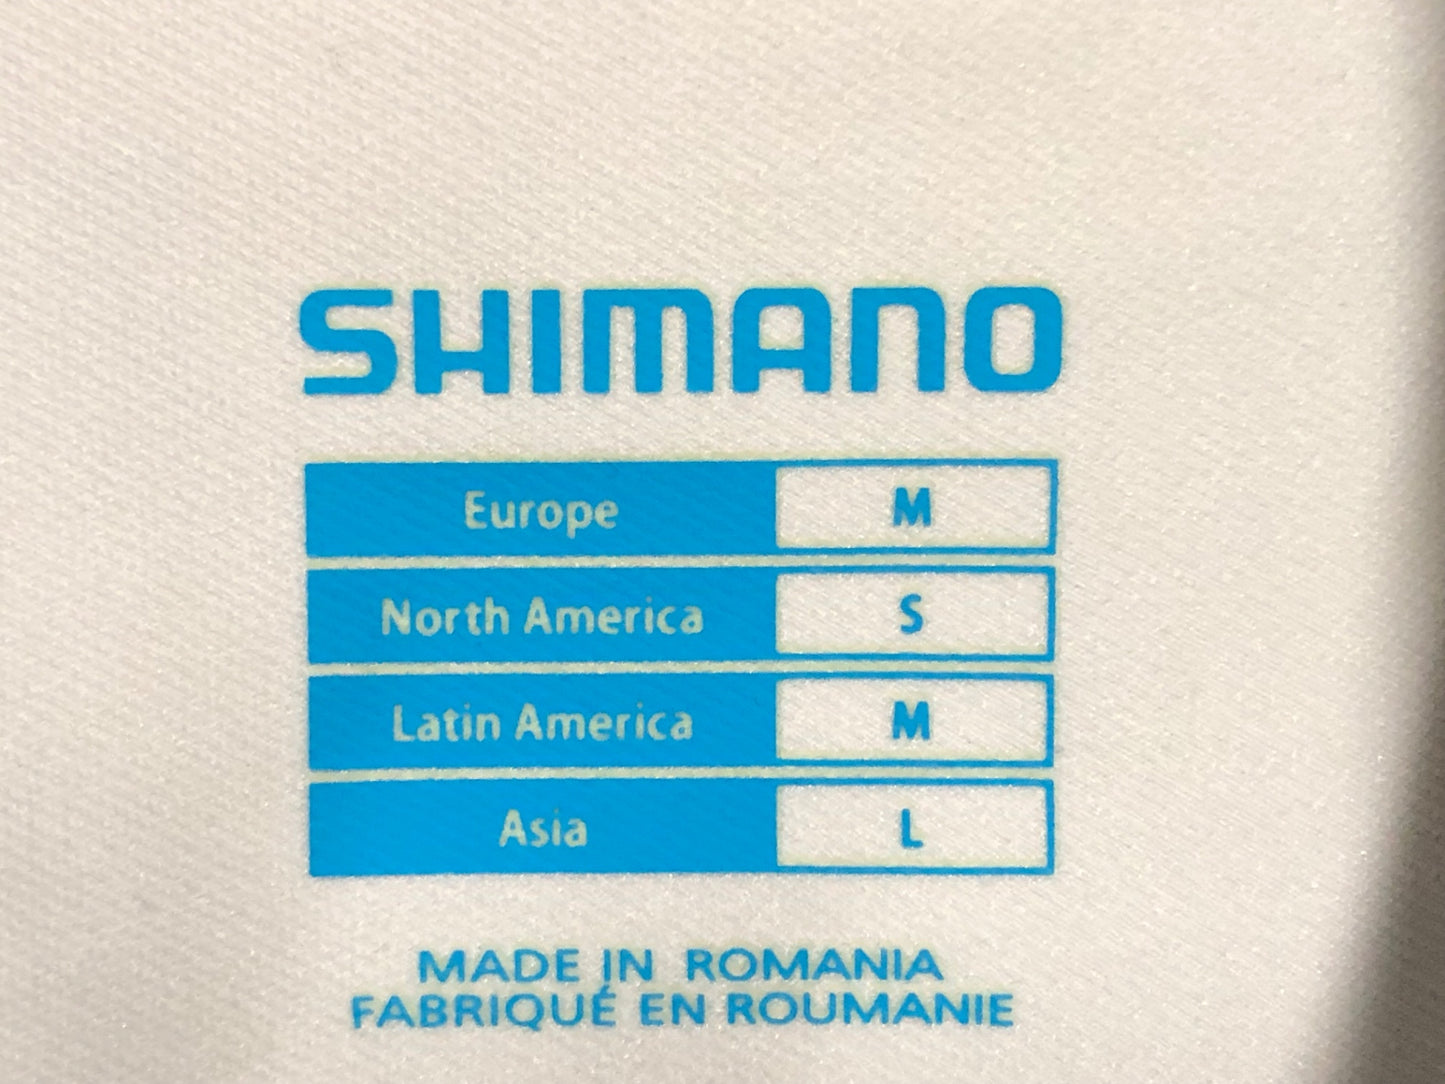 SHIMANO
Europe M
North America S
Latin America M
Asia L
MADE IN ROMANIA
FABRIQUÉ EN ROUMANIE